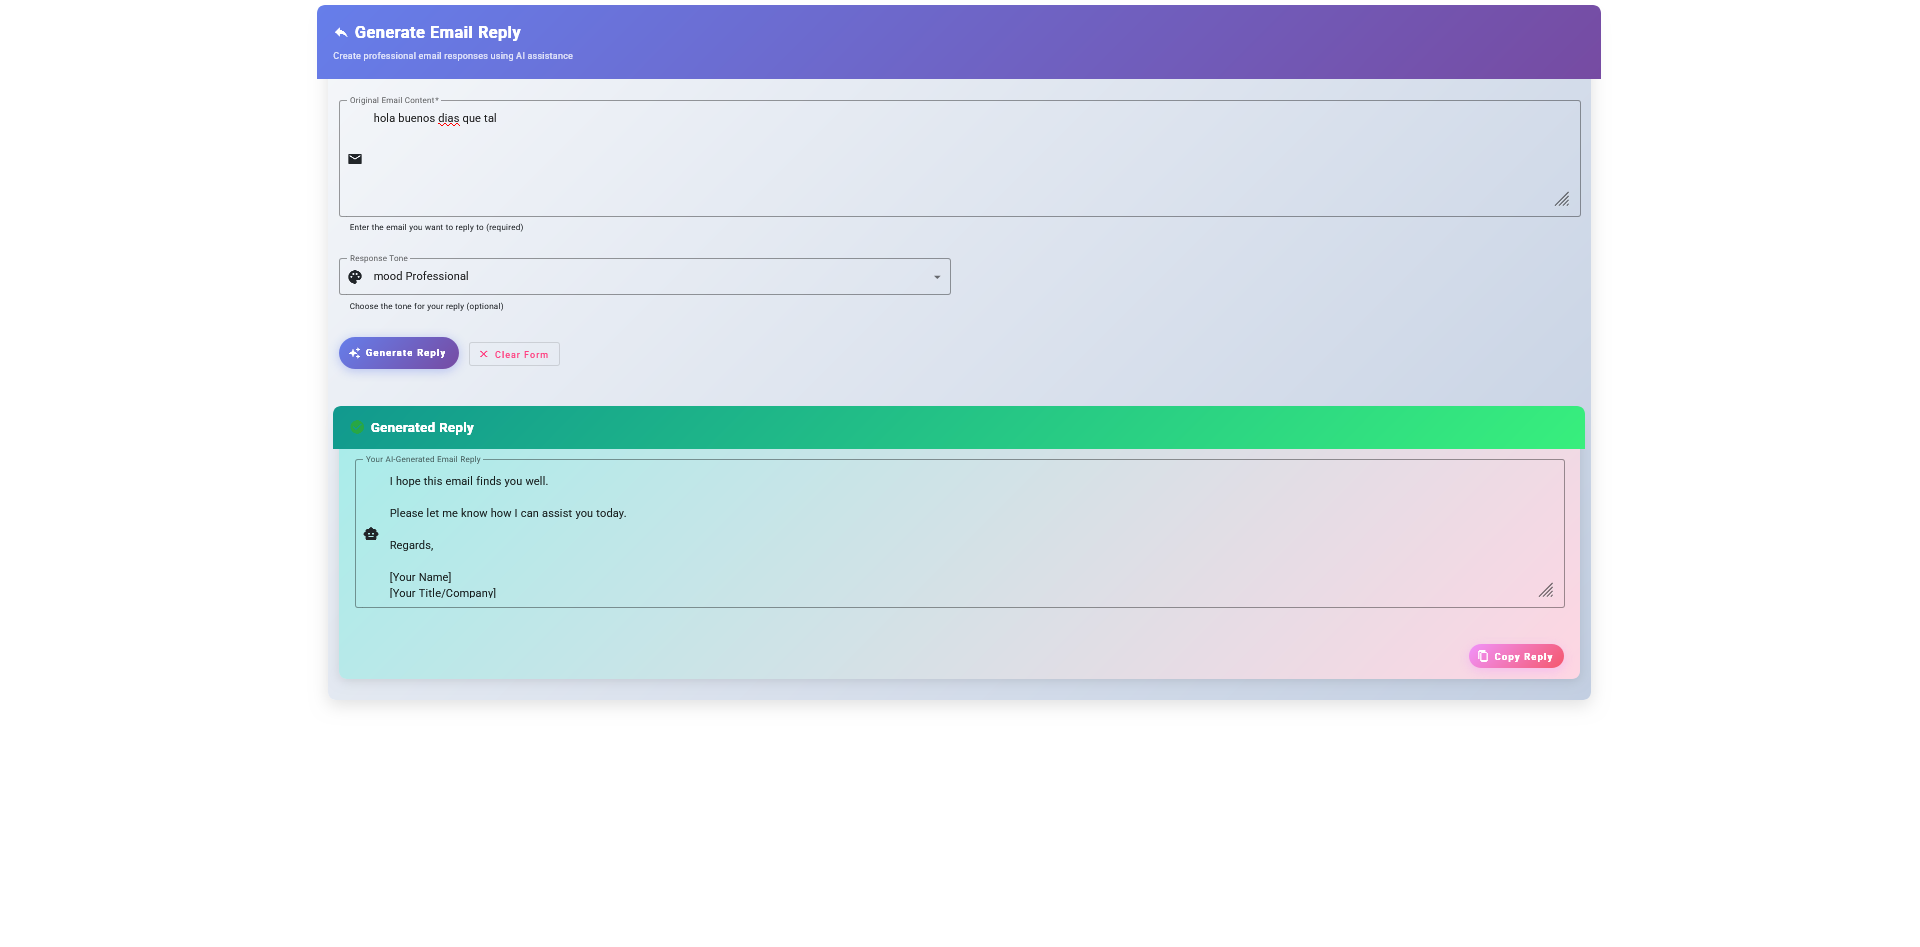 Generate Email Reply
Create professional email responses using AI assistance
Original Email Content*
hola buenos dias que tal
Enter the email you want to reply to (required)
Response Tone
mood Professional
Choose the tone for your reply (optional)
Generate Reply
Clear Form
Generated Reply
Your AI-Generated Email Reply
I hope this email finds you well.
Please let me know how I can assist you today.
Regards,
[Your Name]
[Your Title/Company]
Copy Reply